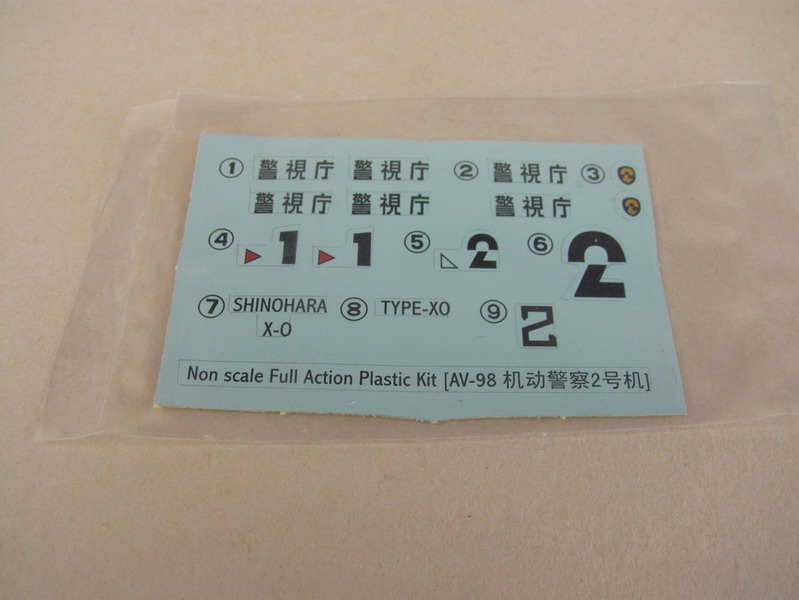 ① 警視庁 警視庁 ② 警視庁 ③
警視庁 警視庁 警視庁
④ 1 1 ⑤ 2 ⑥ 2
⑦ SHINOHARA ⑧ TYPE-XO ⑨ 2
X-O
Non scale Full Action Plastic Kit [AV-98 机动警察2号机]